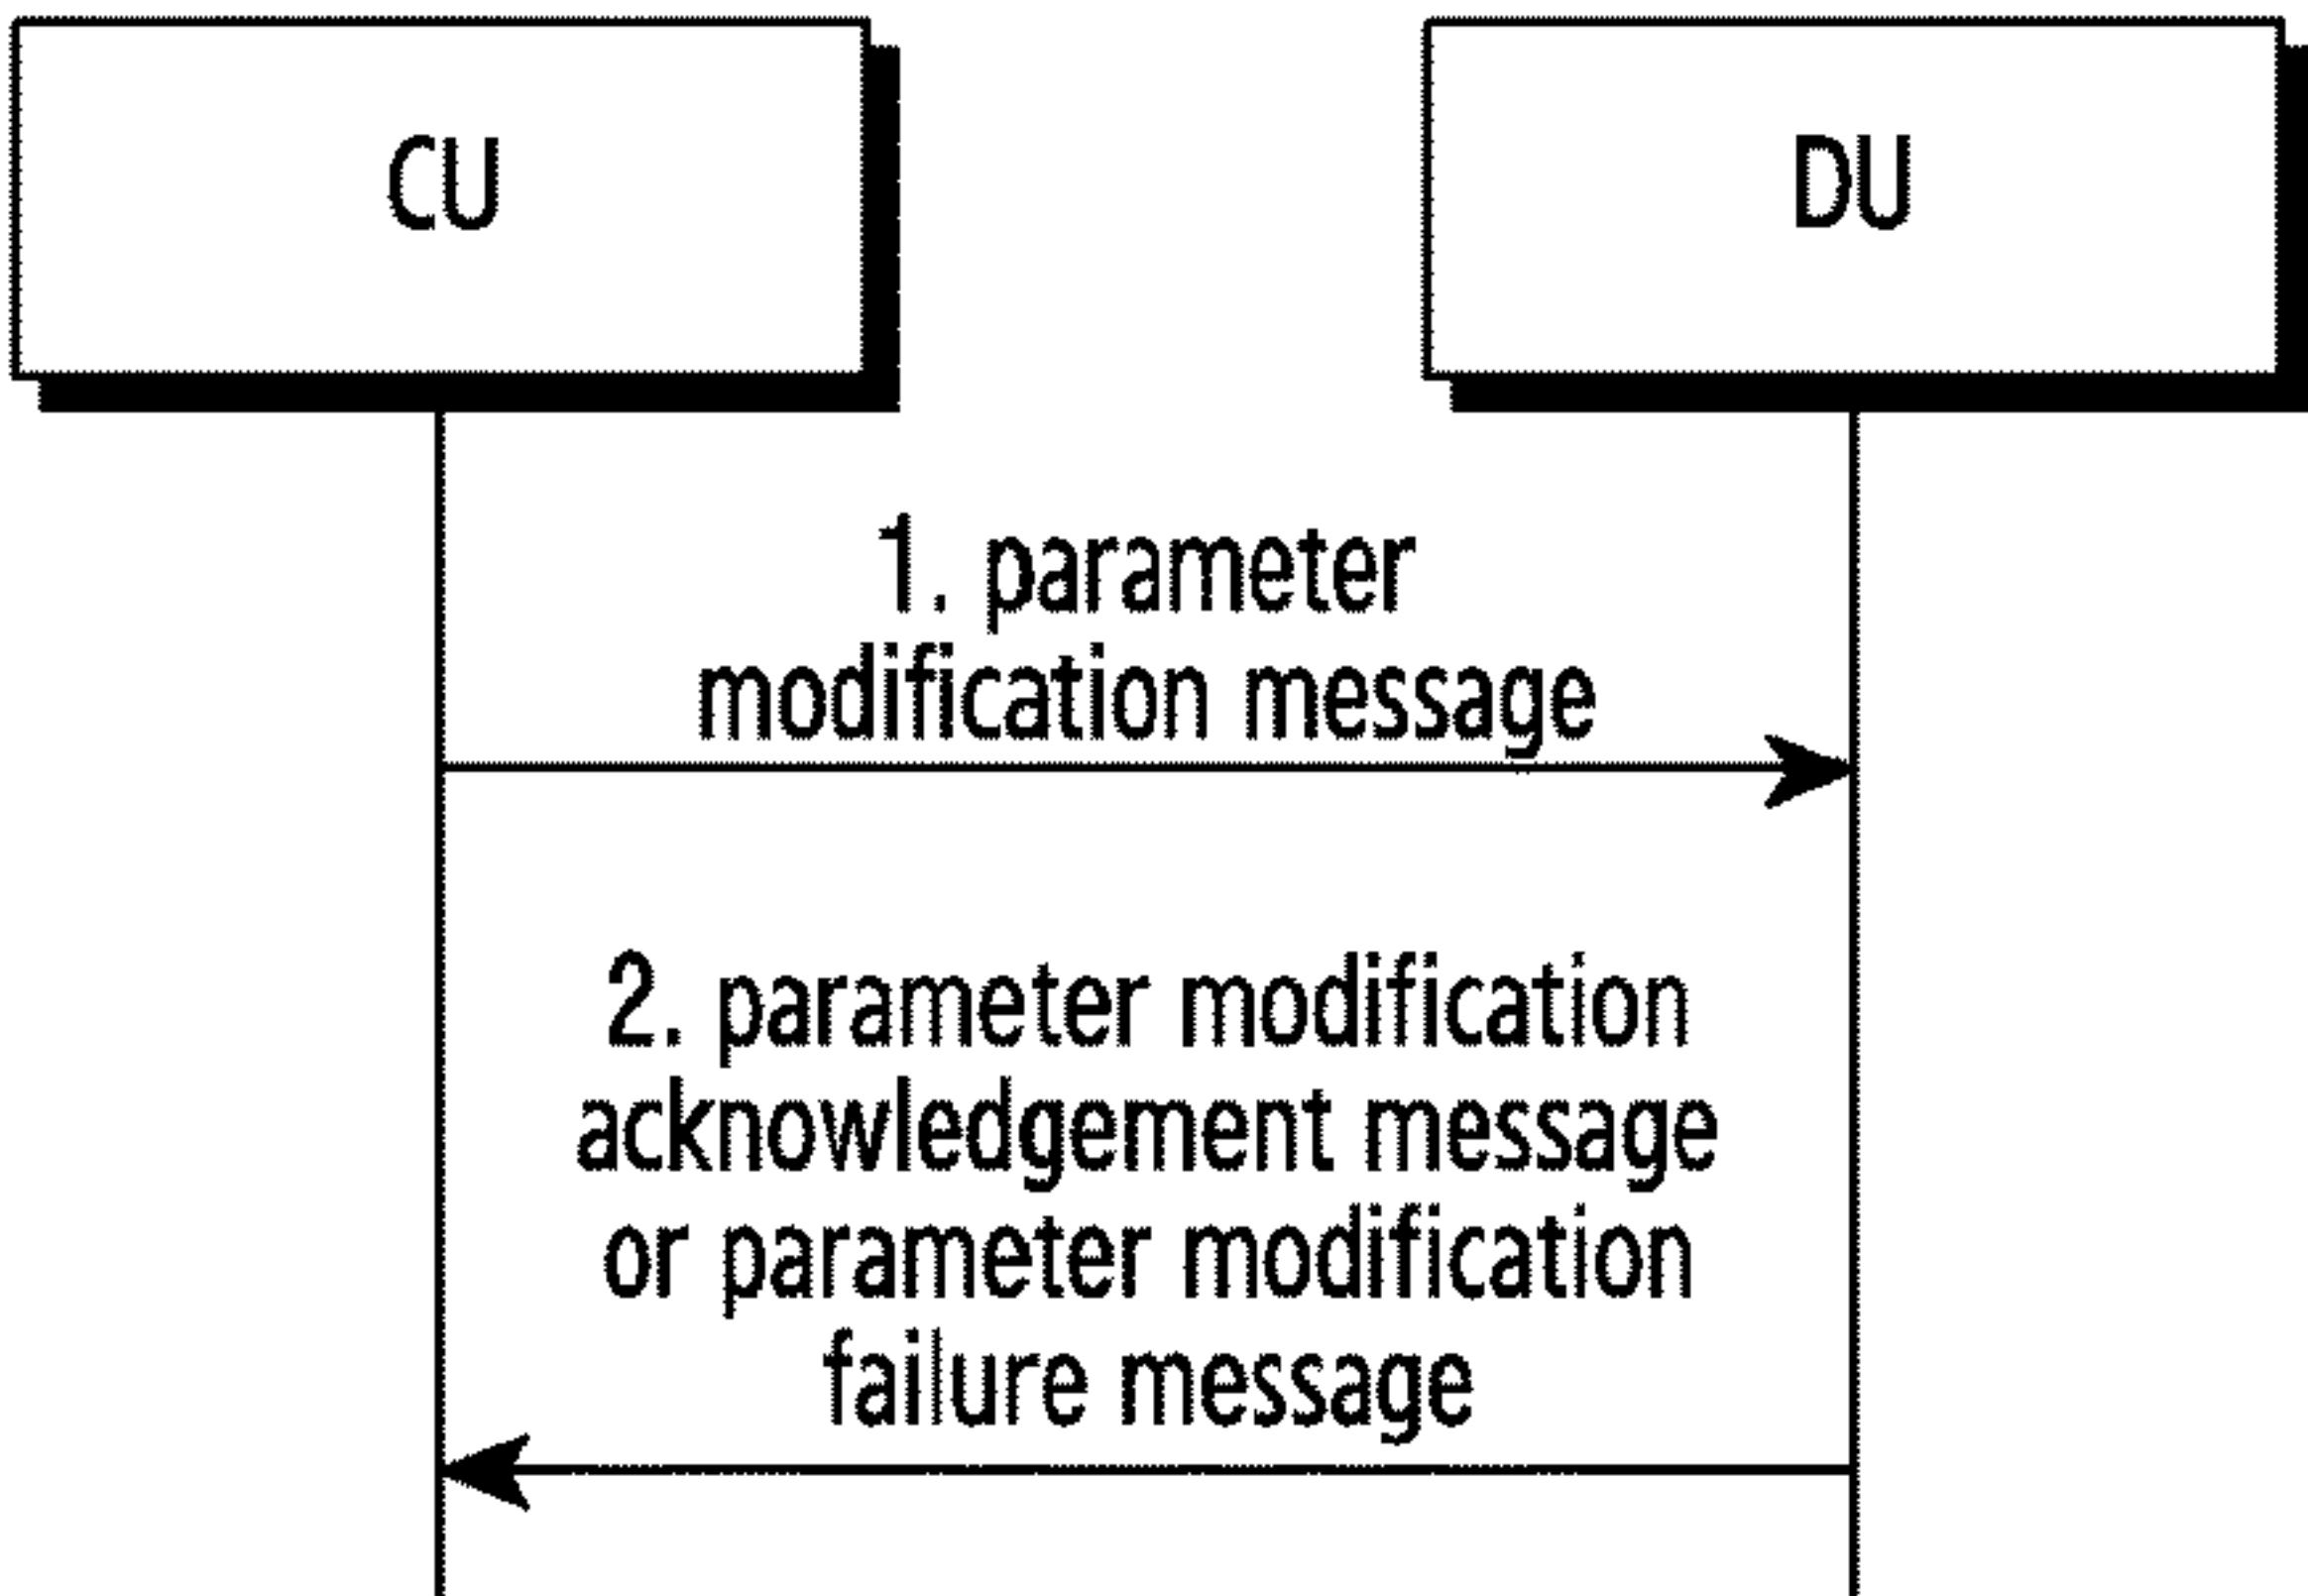 CU
DU
1. parameter
modification message
2. parameter modification
acknowledgement message
or parameter modification
failure message